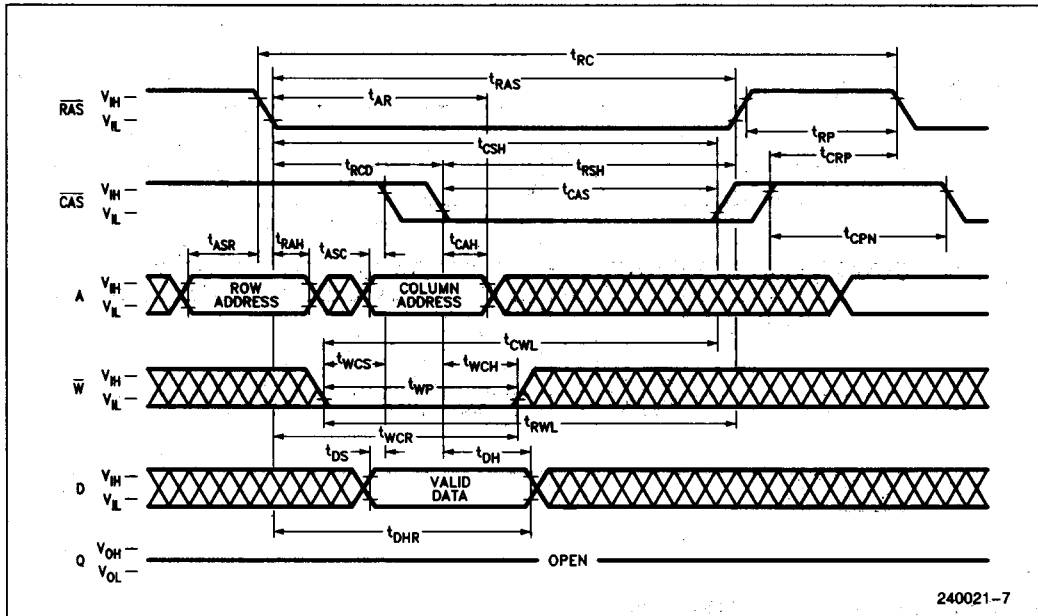 tRC
tRAS
tAR
RAS VIH
VIL
tRP
tCSH
tCRP
tRCD tRSH
CAS VIH
VIL
tCAS
tCPN
tASR tRAH tASC tCAH
A VIH
VIL
ROW ADDRESS
COLUMN ADDRESS
tCWL
tWCS tWCH
W VIH
VIL
tWP
tRWL
tWCR
tDS tDH
D VIH
VIL
VALID DATA
tDHR
Q VOH
VOL
OPEN
240021-7